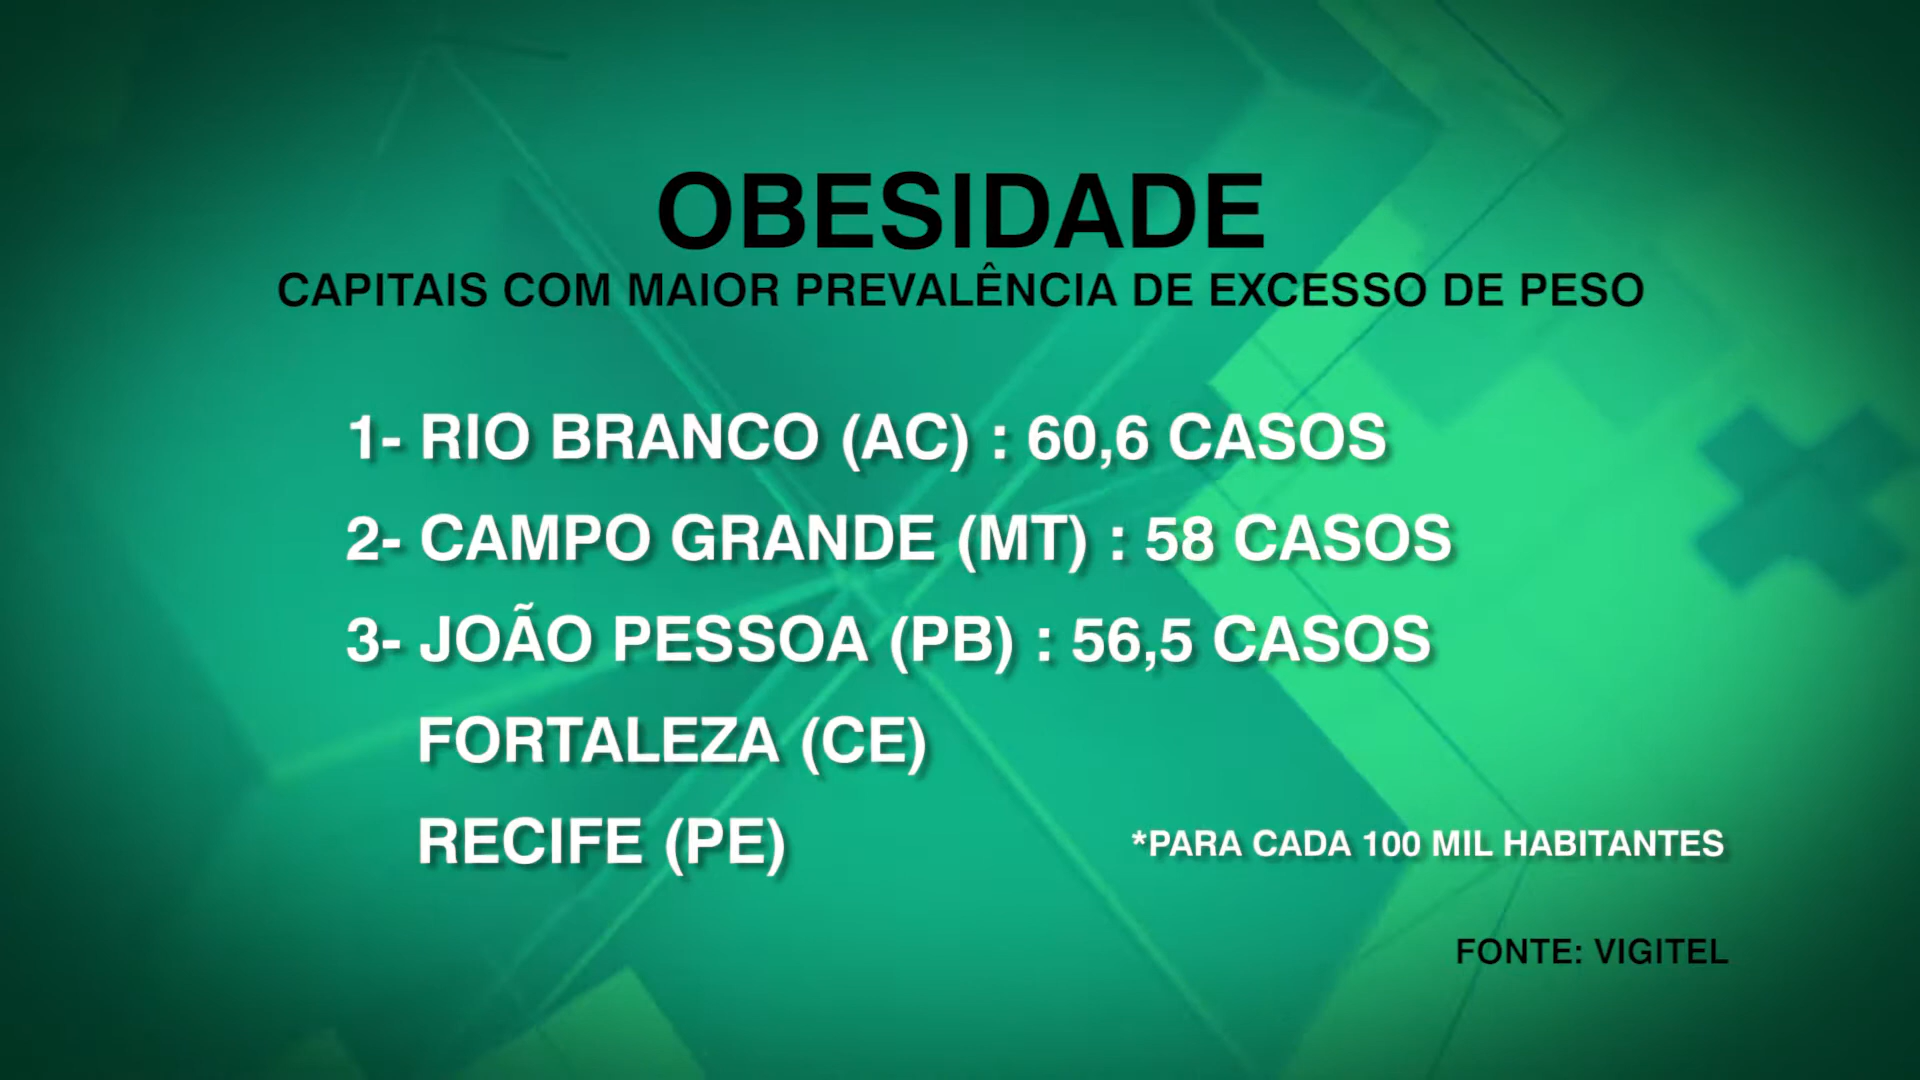 OBESIDADE
CAPITAIS COM MAIOR PREVALÊNCIA DE EXCESSO DE PESO
1- RIO BRANCO (AC) : 60,6 CASOS
2- CAMPO GRANDE (MT) : 58 CASOS
3- JOÃO PESSOA (PB) : 56,5 CASOS
FORTALEZA (CE)
RECIFE (PE)
*PARA CADA 100 MIL HABITANTES
FONTE: VIGITEL